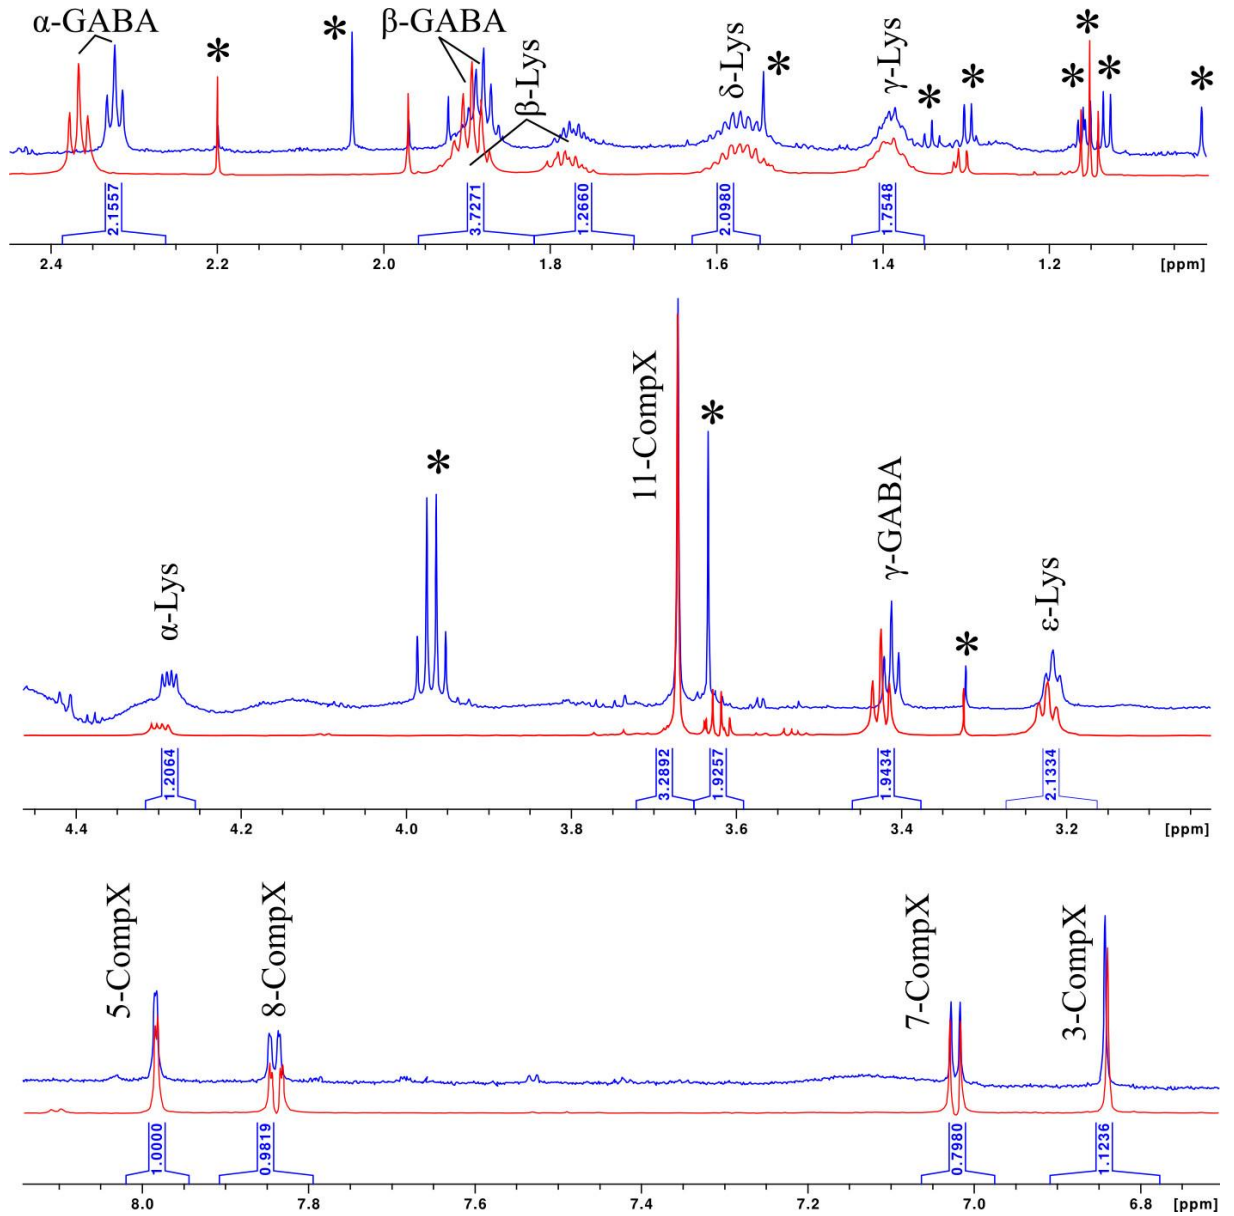 α-GABA
*
*
β-GABA
β-Lys
δ-Lys
*
γ-Lys
*
*
*
*
*
*
2.1557
3.7271
1.2660
2.0980
1.7548
2.4 2.2 2.0 1.8 1.6 1.4 1.2 [ppm]
α-Lys
*
11-CompX
*
γ-GABA
*
ε-Lys
1.2064
3.2892
1.9257
1.9434
2.1334
4.4 4.2 4.0 3.8 3.6 3.4 3.2 [ppm]
5-CompX
8-CompX
7-CompX
3-CompX
1.0000
0.9819
0.7980
1.1236
8.0 7.8 7.6 7.4 7.2 7.0 6.8 [ppm]